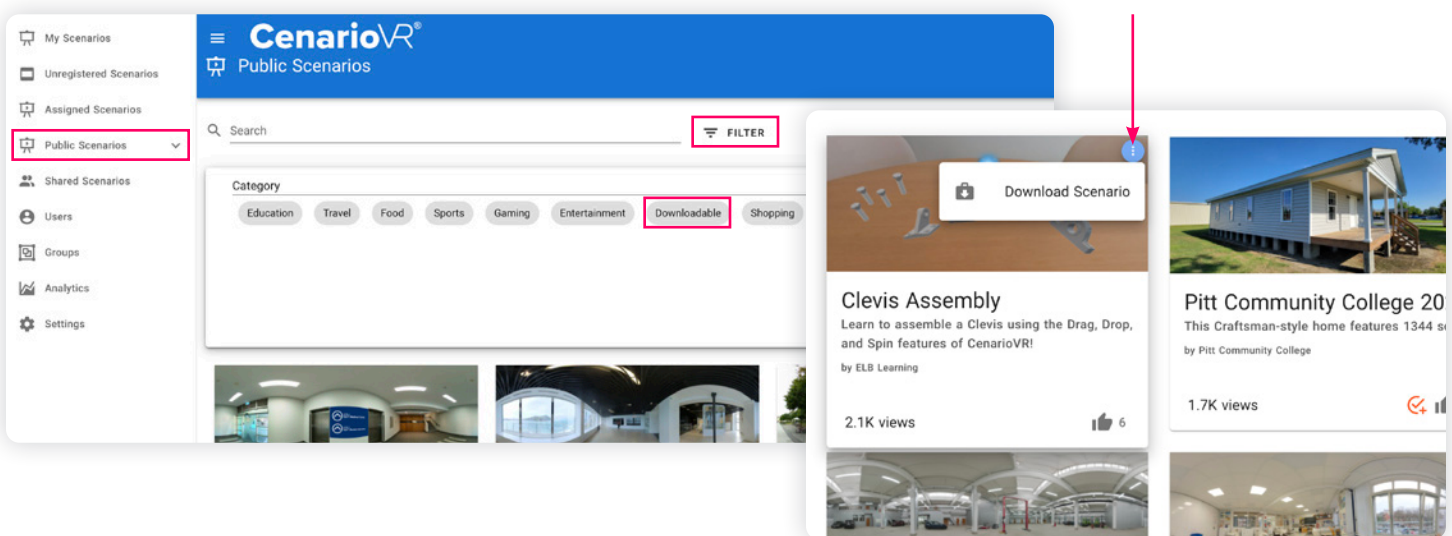 My Scenarios
Unregistered Scenarios
Assigned Scenarios
Public Scenarios
Shared Scenarios
Users
Groups
Analytics
Settings
CenarioVR®
Public Scenarios
Search
FILTER
Category
Education Travel Food Sports Gaming Entertainment Downloadable Shopping
Download Scenario
Clevis Assembly
Learn to assemble a Clevis using the Drag, Drop,
and Spin features of CenarioVR!
by ELB Learning
2.1K views
6
Pitt Community College 20
This Craftsman-style home features 1344 s
by Pitt Community College
1.7K views